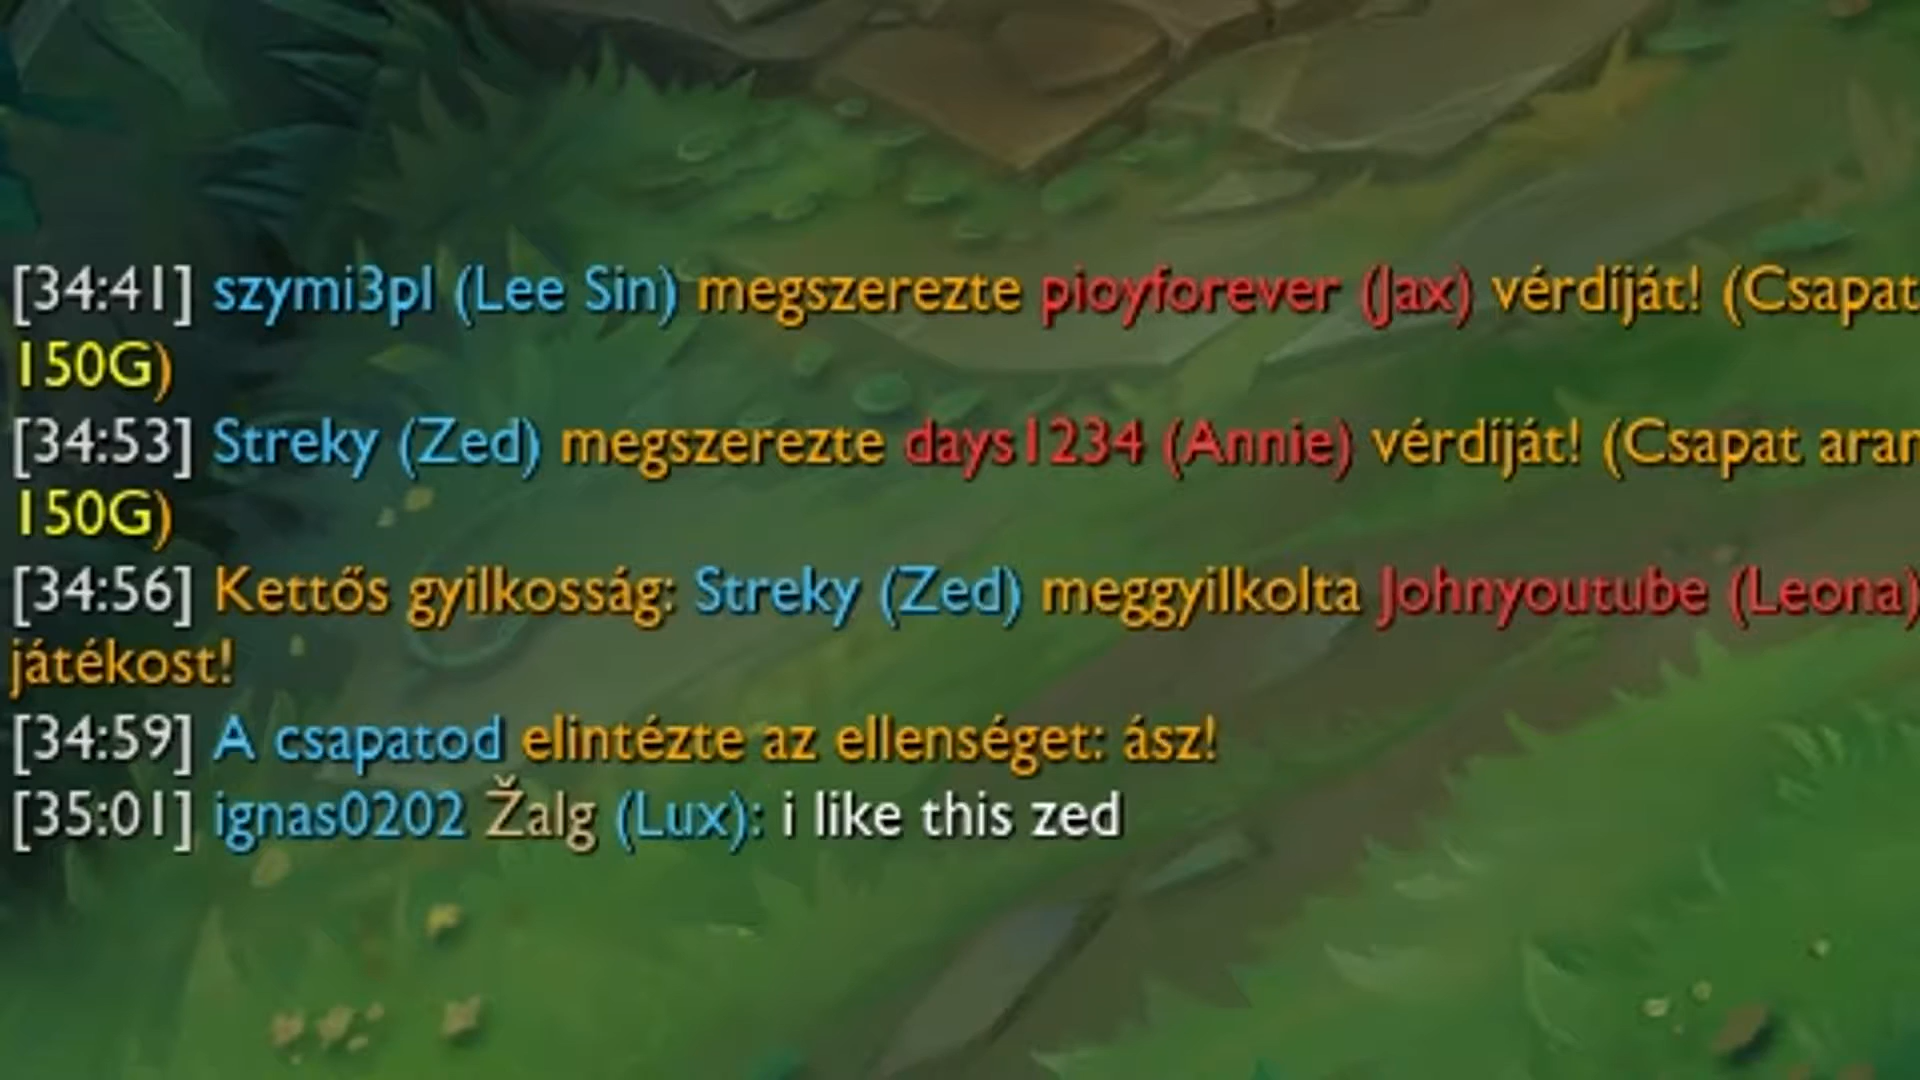 [34:41] szymi3pl (Lee Sin) megszerezte pioyforever (Jax) vérdíját! (Csapat
150G)
[34:53] Streky (Zed) megszerezte days1234 (Annie) vérdíját! (Csapat aran
150G)
[34:56] Kettős gyilkosság: Streky (Zed) meggyilkolta Johnyoutube (Leona)
játékost!
[34:59] A csapatod elintézte az ellenséget: ász!
[35:01] ignas0202 Žalg (Lux): i like this zed